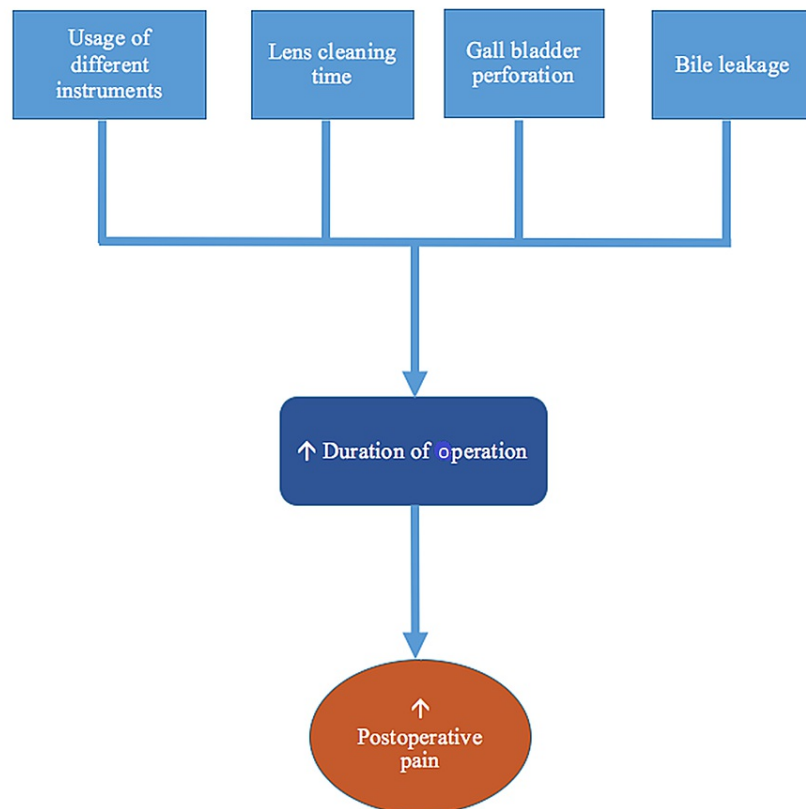 Usage of
different
instruments
Lens cleaning
time
Gall bladder
perforation
Bile leakage
↑ Duration of operation
↑
Postoperative
pain